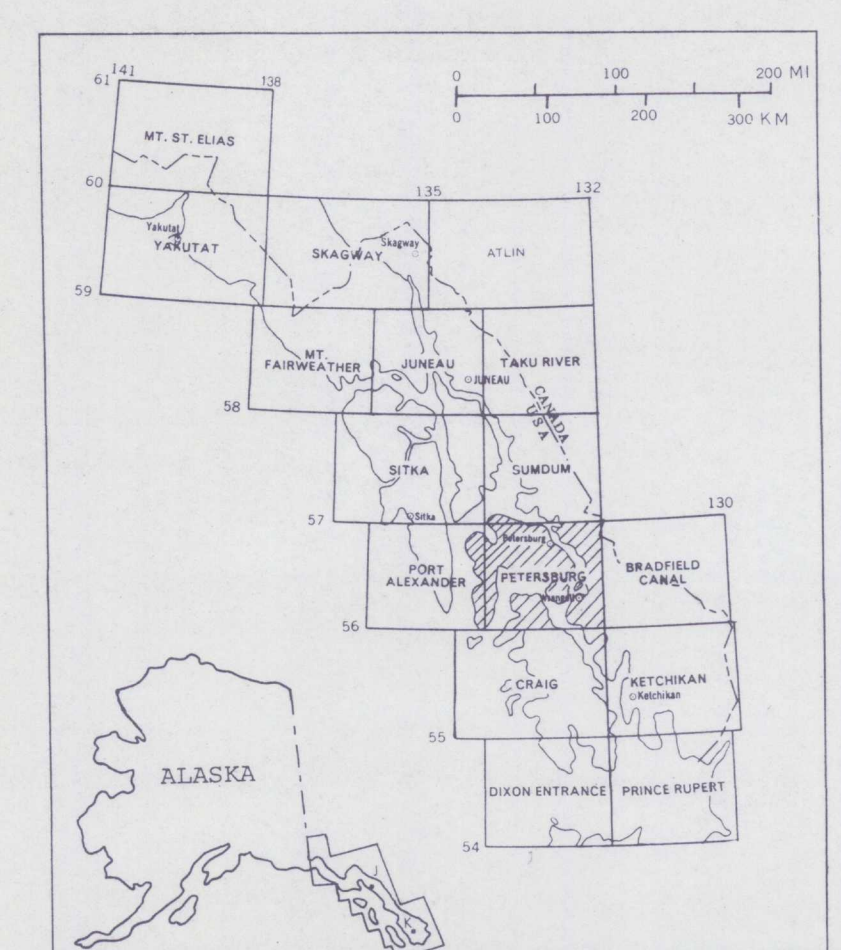 0 100 200 MI
0 100 200 300 KM
141
61
138
MT. ST. ELIAS
60
135
132
Yakutat
YAKUTAT
SKAGWAY
Skagway
ATLIN
59
MT.
FAIRWEATHER
JUNEAU
JUNEAU
TAKU RIVER
58
CANADA
USA
SITKA
SUMDUM
Sitka
57
130
PORT
ALEXANDER
Petersburg
PETERSBURG
Wrangell
BRADFIELD
CANAL
56
CRAIG
KETCHIKAN
Ketchikan
55
DIXON ENTRANCE
PRINCE RUPERT
54
ALASKA
J
K